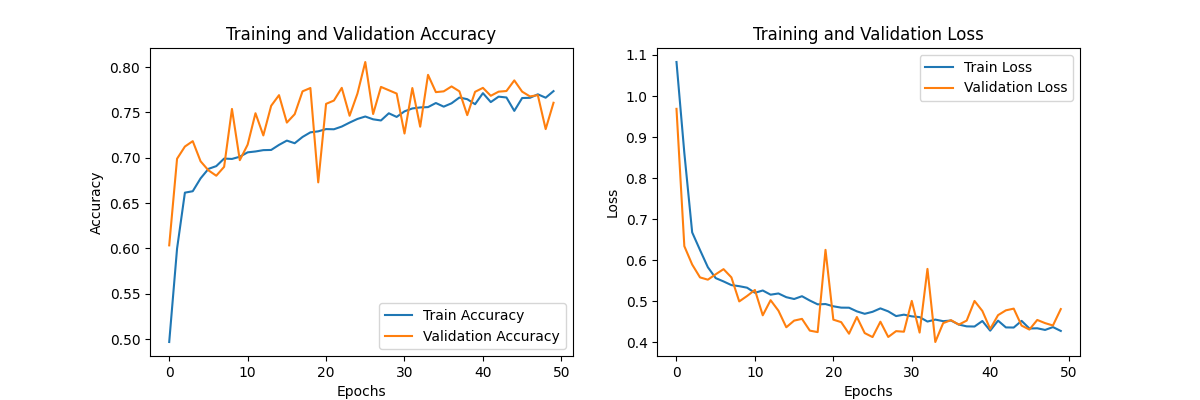 Training and Validation Accuracy
Accuracy
0.80
0.75
0.70
0.65
0.60
0.55
0.50
Train Accuracy
Validation Accuracy
0 10 20 30 40 50
Epochs
Training and Validation Loss
Loss
1.1
1.0
0.9
0.8
0.7
0.6
0.5
0.4
Train Loss
Validation Loss
0 10 20 30 40 50
Epochs